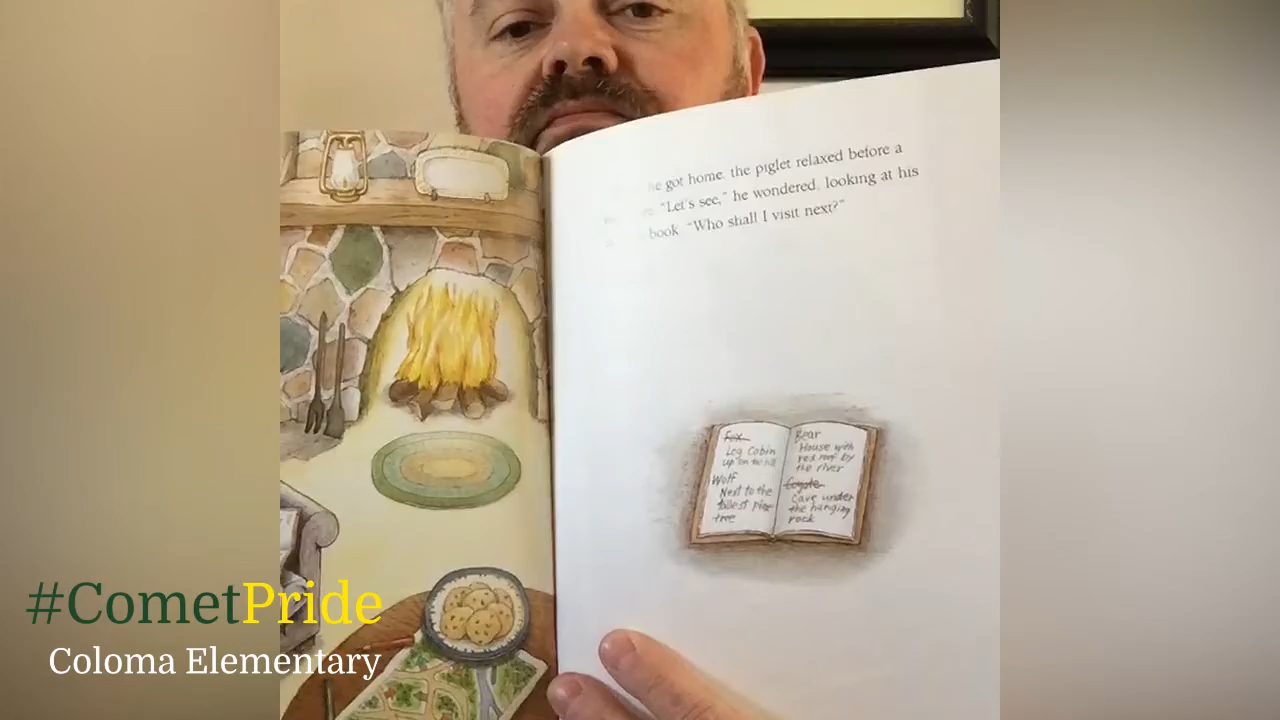 he got home, the piglet relaxed before a
"Let's see," he wondered, looking at his
book. "Who shall I visit next?"
Fox
Log Cabin
up on the hill
Wolf
Next to the
tallest pine
tree
Bear
House with
red roof by
the river
Coyote
Cave under
the hanging
rock
#CometPride
Coloma Elementary